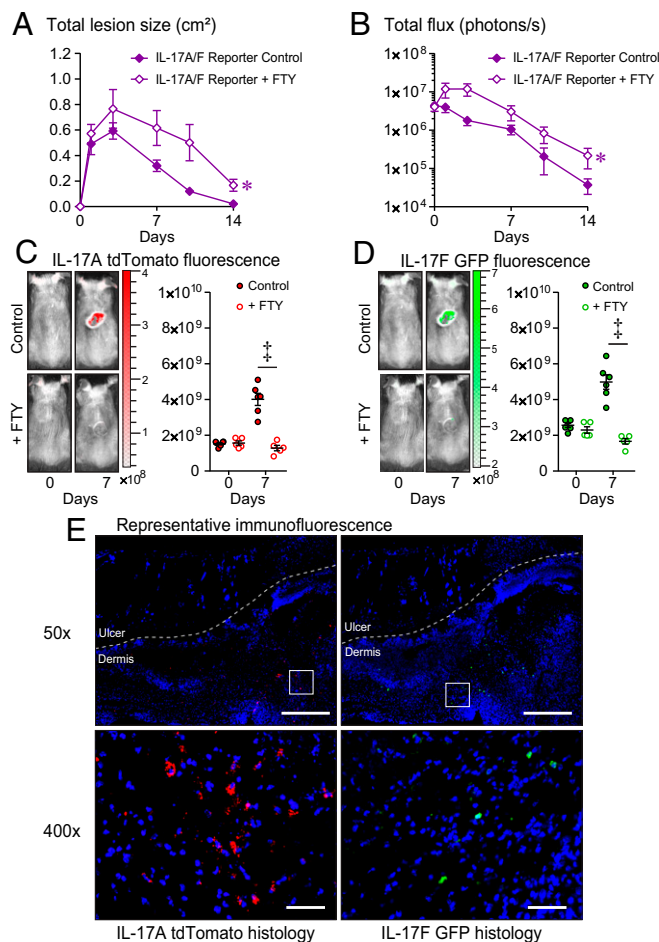 A Total lesion size (cm²)
IL-17A/F Reporter Control
IL-17A/F Reporter + FTY
1.2
1.0
0.8
0.6
0.4
0.2
0.0
*
0 7 14
Days
B Total flux (photons/s)
IL-17A/F Reporter Control
IL-17A/F Reporter + FTY
1×10⁸
1×10⁷
1×10⁶
1×10⁵
1×10⁴
*
0 7 14
Days
C IL-17A tdTomato fluorescence
Control
+ FTY
0 7
Days
4
3
2
1
×10⁸
Control
+ FTY
1×10¹⁰
8×10⁹
6×10⁹
4×10⁹
2×10⁹
0
‡
0 7
Days
D IL-17F GFP fluorescence
Control
+ FTY
0 7
Days
7
6
5
4
3
2
×10⁸
Control
+ FTY
1×10¹⁰
8×10⁹
6×10⁹
4×10⁹
2×10⁹
0
‡
0 7
Days
E Representative immunofluorescence
50x
Ulcer
Dermis
Ulcer
Dermis
400x
IL-17A tdTomato histology
IL-17F GFP histology